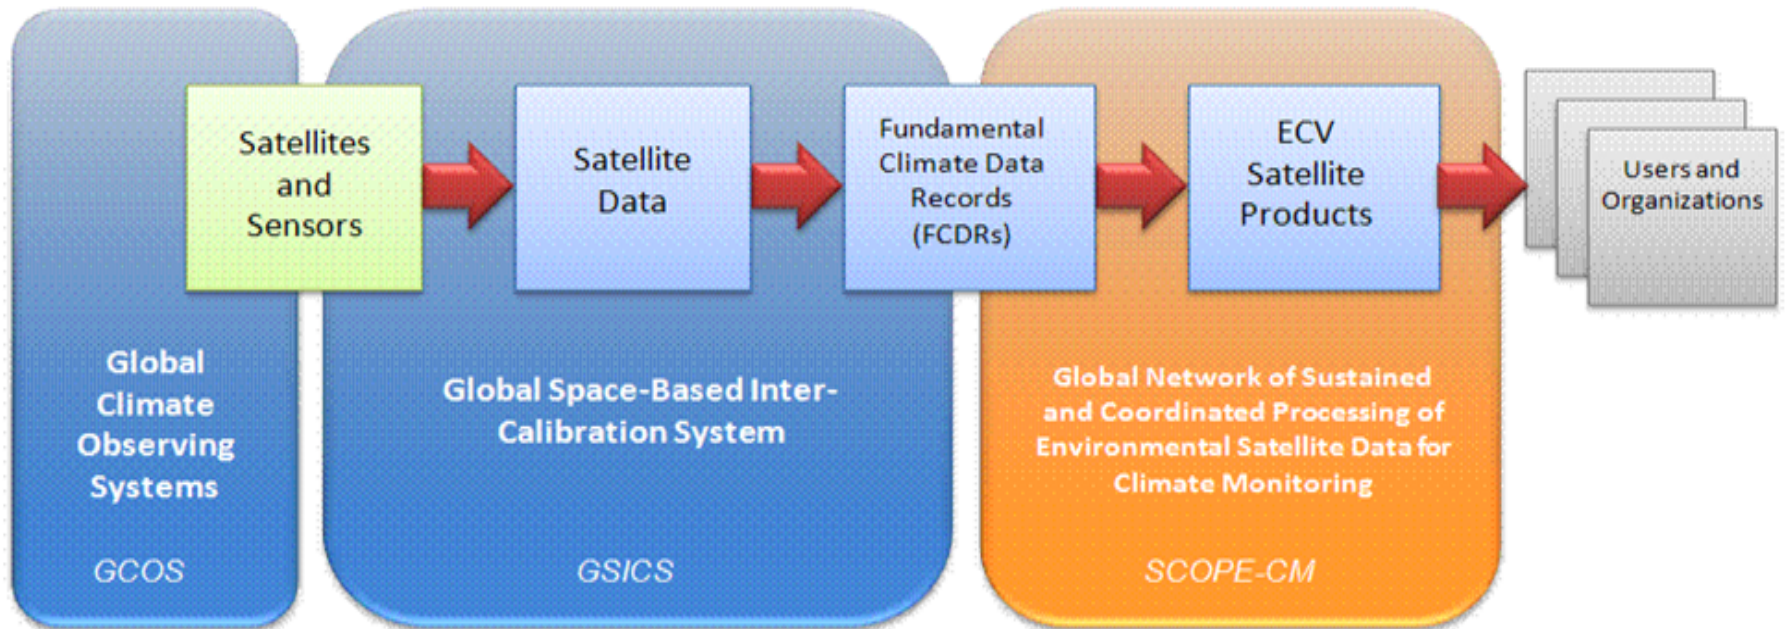 Satellites
and
Sensors
Satellite
Data
Fundamental
Climate Data
Records
(FCDRs)
ECV
Satellite
Products
Users and
Organizations
Global
Climate
Observing
Systems
GCOS
Global Space-Based Inter-
Calibration System
GSICS
Global Network of Sustained
and Coordinated Processing of
Environmental Satellite Data for
Climate Monitoring
SCOPE-CM